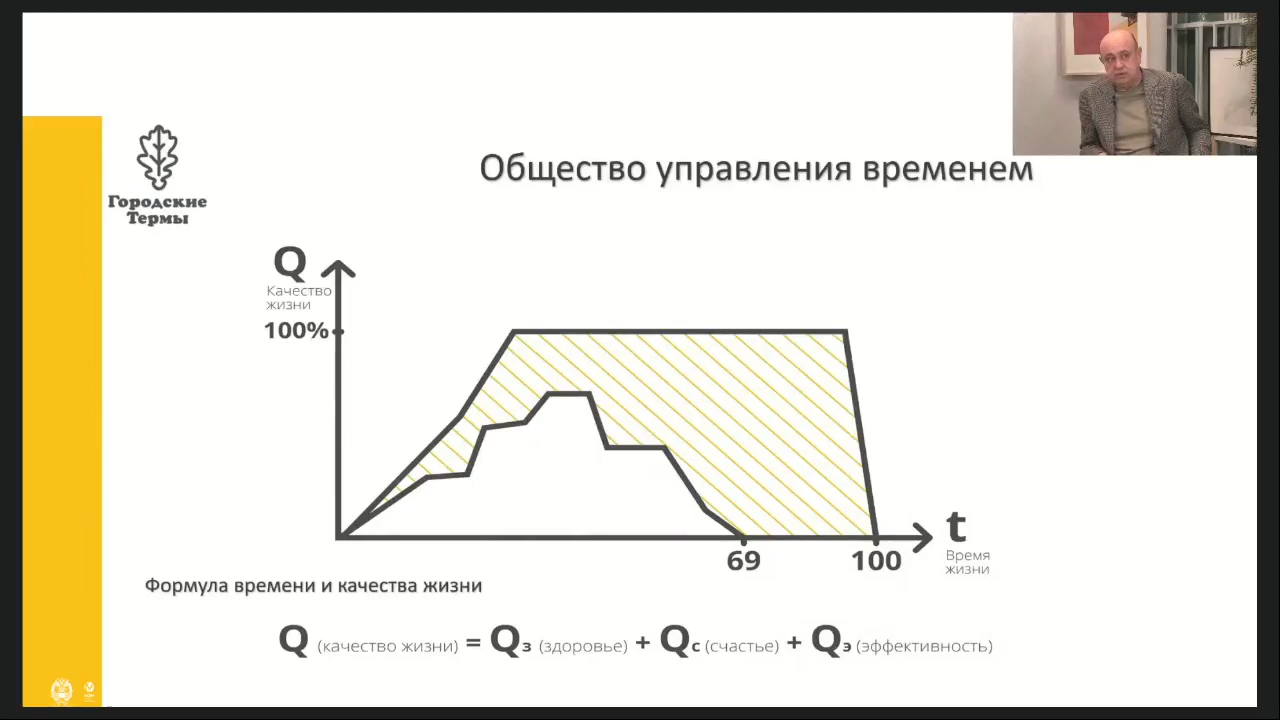 Городские
Термы
Общество управления временем
Q
Качество
жизни
100%
69
100
t
Время
жизни
Формула времени и качества жизни
Q (качество жизни) = Qз (здоровье) + Qс (счастье) + Qэ (эффективность)